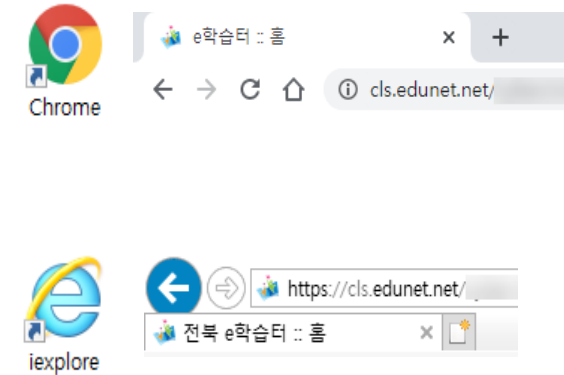 e학습터 :: 홈
cls.edunet.net/
Chrome
https://cls.edunet.net/
전북 e학습터 :: 홈
iexplore